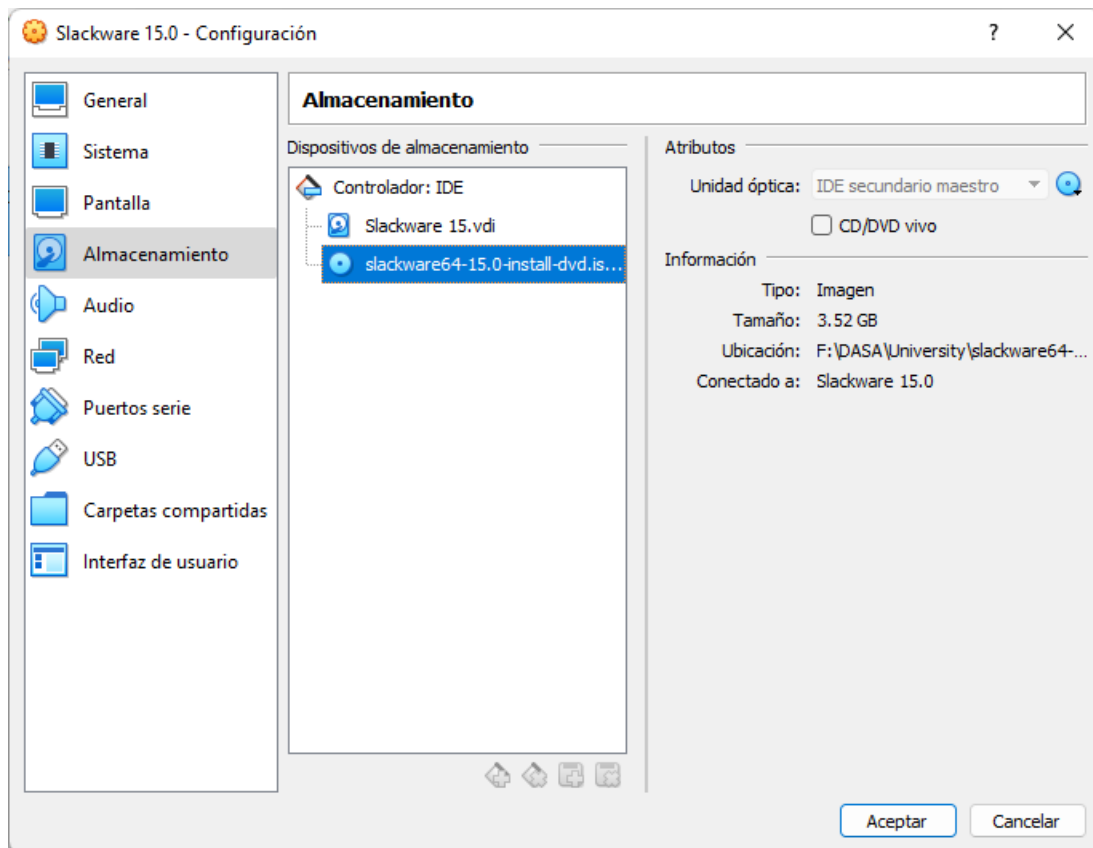 Slackware 15.0 - Configuración
?
General
Sistema
Pantalla
Almacenamiento
Audio
Red
Puertos serie
USB
Carpetas compartidas
Interfaz de usuario
Almacenamiento
Dispositivos de almacenamiento
Controlador: IDE
Slackware 15.vdi
slackware64-15.0-install-dvd.is...
Atributos
Unidad óptica: IDE secundario maestro
CD/DVD vivo
Información
Tipo: Imagen
Tamaño: 3.52 GB
Ubicación: F:\DASA\University\slackware64-...
Conectado a: Slackware 15.0
Aceptar Cancelar